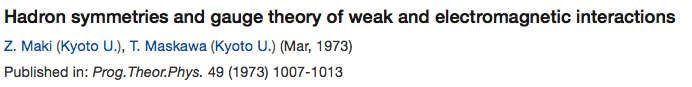 Hadron symmetries and gauge theory of weak and electromagnetic interactions
Z. Maki (Kyoto U.), T. Maskawa (Kyoto U.) (Mar, 1973)
Published in: Prog.Theor.Phys. 49 (1973) 1007-1013